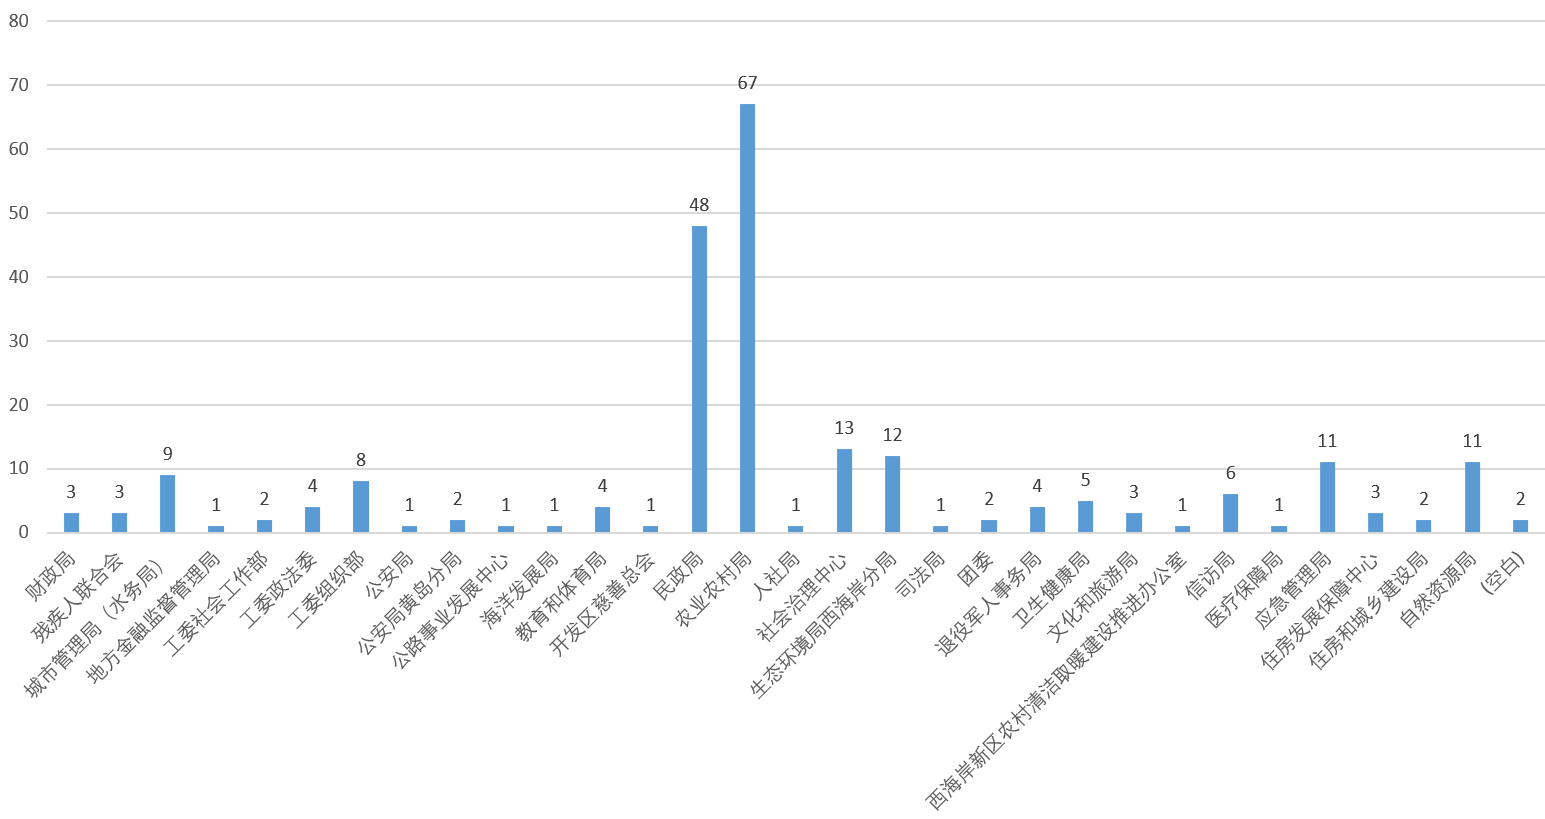 80
70
60
50
40
30
20
10
0
3
3
9
1
2
4
8
1
2
1
1
4
1
48
67
1
13
12
1
2
4
5
3
1
6
1
11
3
2
11
2
财政局
残疾人联合会
城市管理局（水务局）
地方金融监督管理局
工委社会工作部
工委政法委
工委组织部
公安局
公安局黄岛分局
公路事业发展中心
海洋发展局
教育和体育局
开发区慈善总会
民政局
农业农村局
人社局
社会治理中心
生态环境局西海岸分局
司法局
团委
退役军人事务局
卫生健康局
文化和旅游局
西海岸新区农村清洁取暖建设推进办公室
信访局
医疗保障局
应急管理局
住房发展保障中心
住房和城乡建设局
自然资源局
(空白)